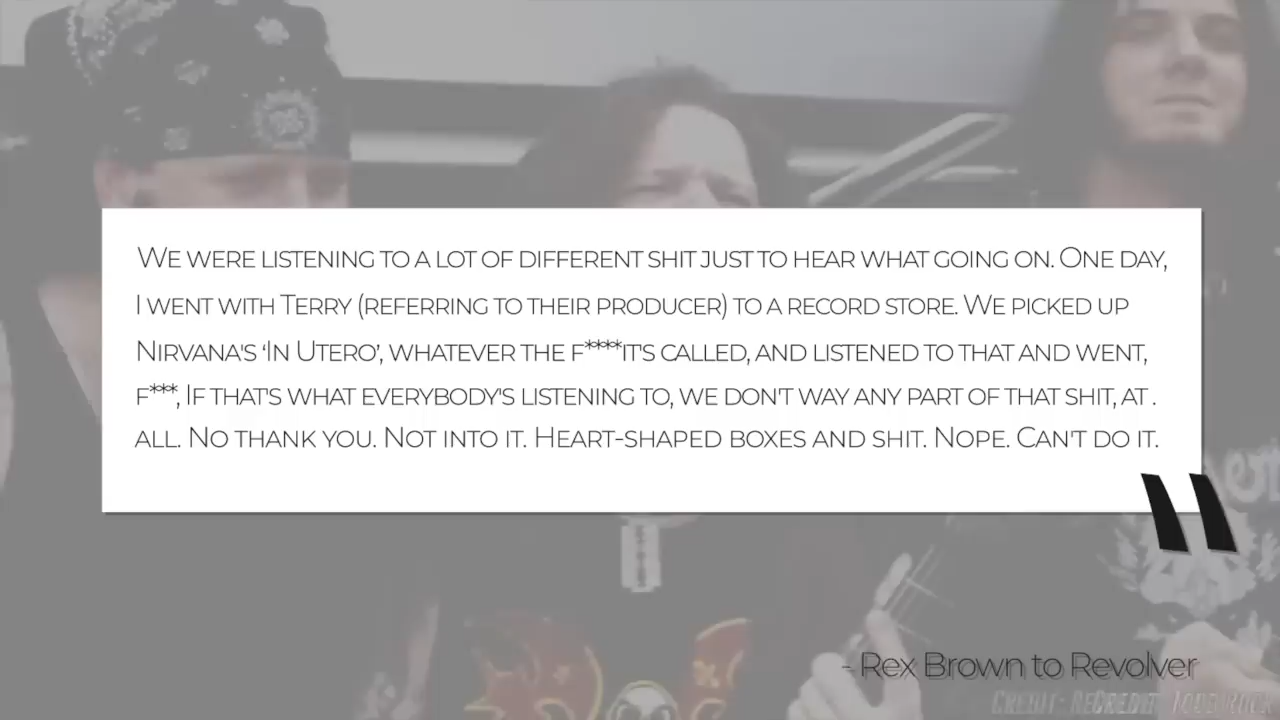 We were listening to a lot of different shit just to hear what going on. One day,
I went with Terry (referring to their producer) to a record store. We picked up
Nirvana's ‘In Utero’, whatever the f****it's called, and listened to that and went,
f***, If that's what everybody's listening to, we don't way any part of that shit, at .
all. No thank you. Not into it. Heart-shaped boxes and shit. Nope. Can't do it.
"
- Rex Brown to Revolver
Credit: